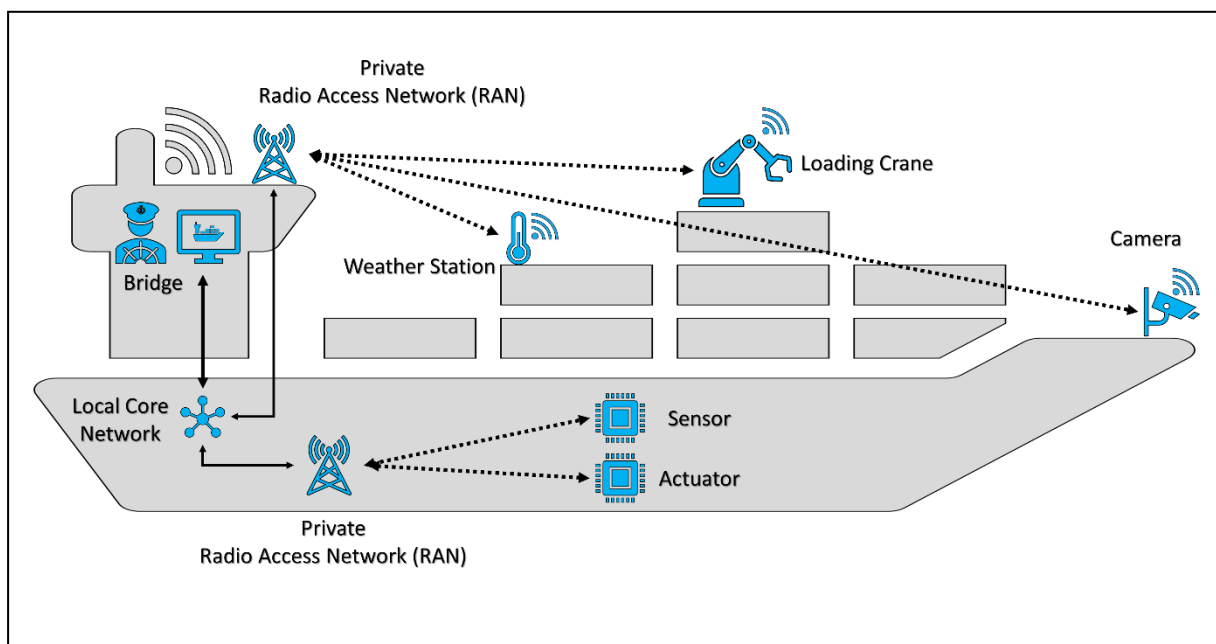 Private
Radio Access Network (RAN)
Loading Crane
Camera
Weather Station
Bridge
Local Core
Network
Sensor
Actuator
Private
Radio Access Network (RAN)